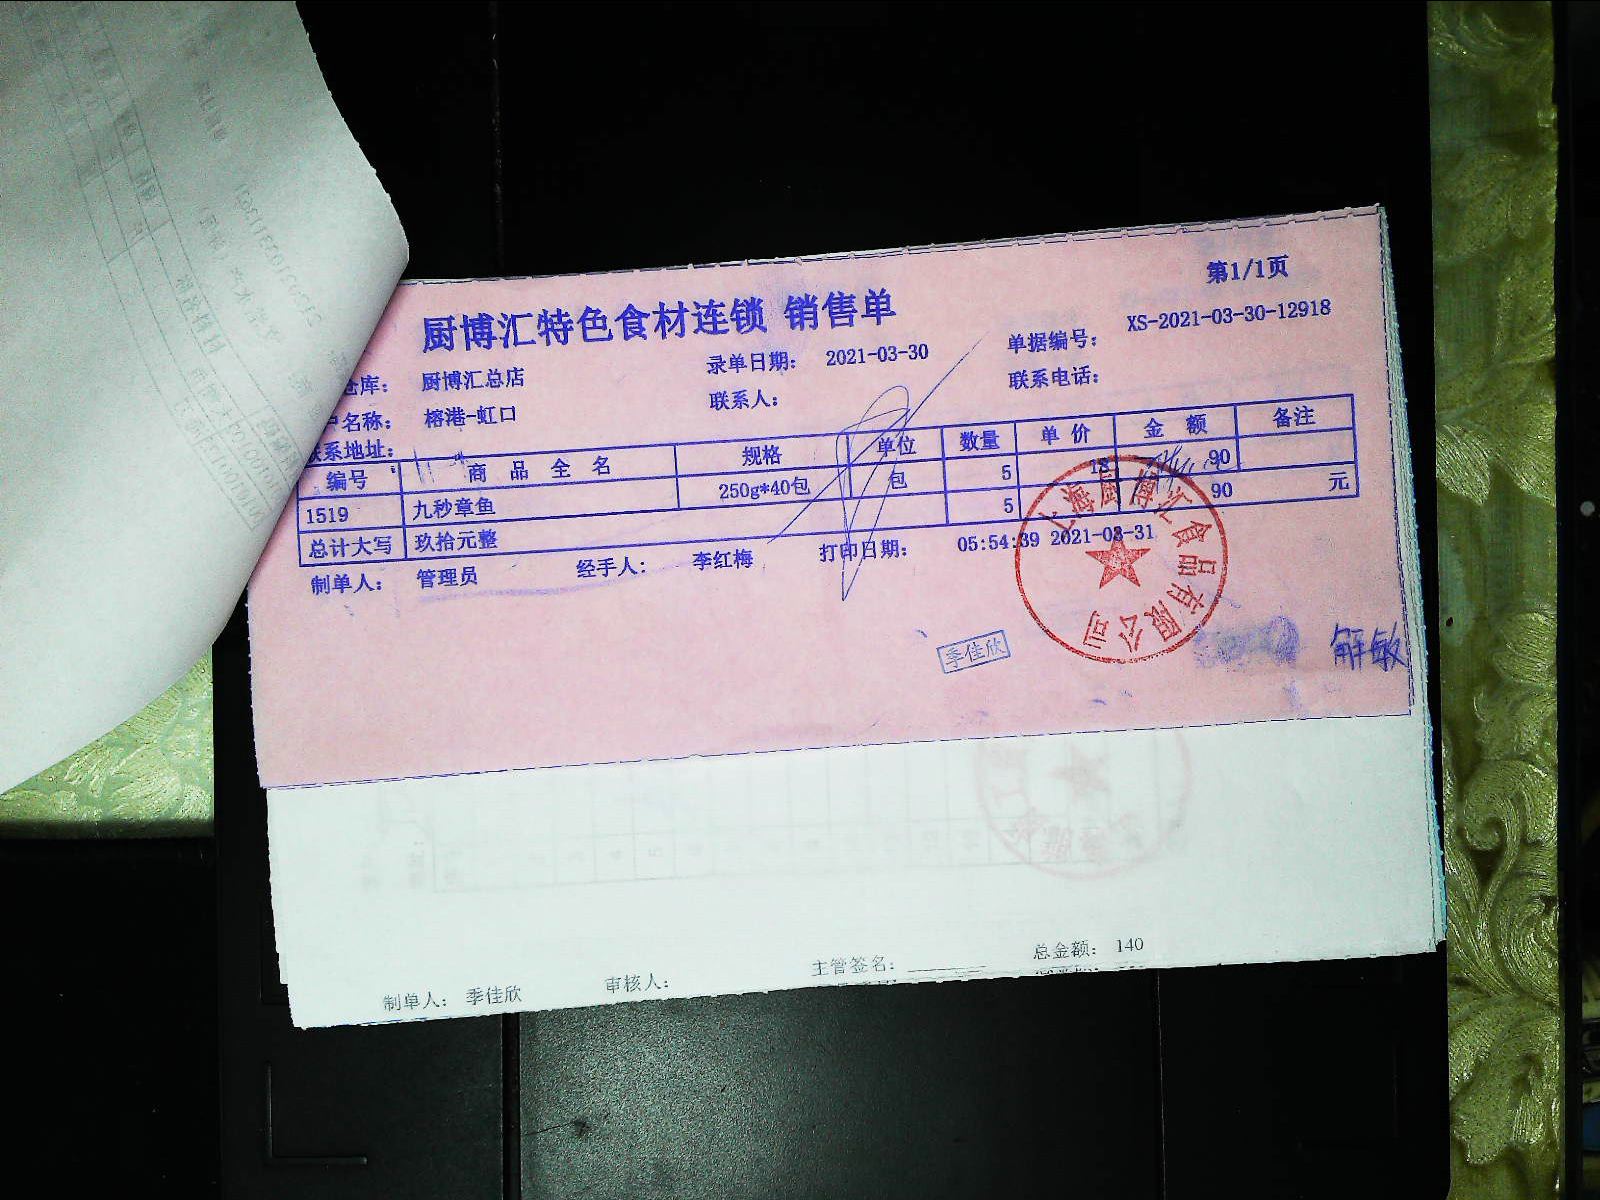 第1/1页
厨博汇特色食材连锁 销售单
仓库： 厨博汇总店 录单日期： 2021-03-30 单据编号： XS-2021-03-30-12918
户名称： 榕港-虹口 联系人： 联系电话：
联系地址：
编号 商品全名 规格 单位 数量 单价 金额 备注
1519 九秒章鱼 250g*40包 包 5 18 90
总计大写 玖拾元整 5 90 元
制单人： 管理员 经手人： 李红梅 打印日期： 05:54:39 2021-03-31
上海厨博汇食品有限公司
季佳欣
解敏
制单人： 季佳欣 审核人： 主管签名： 总金额： 140